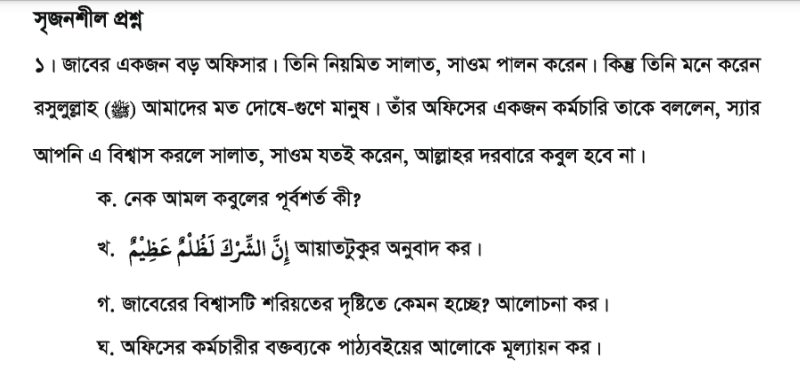 সৃজনশীল প্রশ্ন
১। জাবের একজন বড় অফিসার। তিনি নিয়মিত সালাত, সাওম পালন করেন। কিন্তু তিনি মনে করেন
রসুলুল্লাহ (ﷺ) আমাদের মত দোষে-গুণে মানুষ। তাঁর অফিসের একজন কর্মচারি তাকে বললেন, স্যার
আপনি এ বিশ্বাস করলে সালাত, সাওম যতই করেন, আল্লাহর দরবারে কবুল হবে না।
ক. নেক আমল কবুলের পূর্বশর্ত কী?
খ. إِنَّ الشِّرْكَ لَظُلْمٌ عَظِيْمٌ আয়াতটুকুর অনুবাদ কর।
গ. জাবেরের বিশ্বাসটি শরিয়তের দৃষ্টিতে কেমন হচ্ছে? আলোচনা কর।
ঘ. অফিসের কর্মচারীর বক্তব্যকে পাঠ্যবইয়ের আলোকে মূল্যায়ন কর।